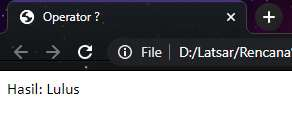 Operator ?
File
D:/Latsar/Rencana
Hasil: Lulus